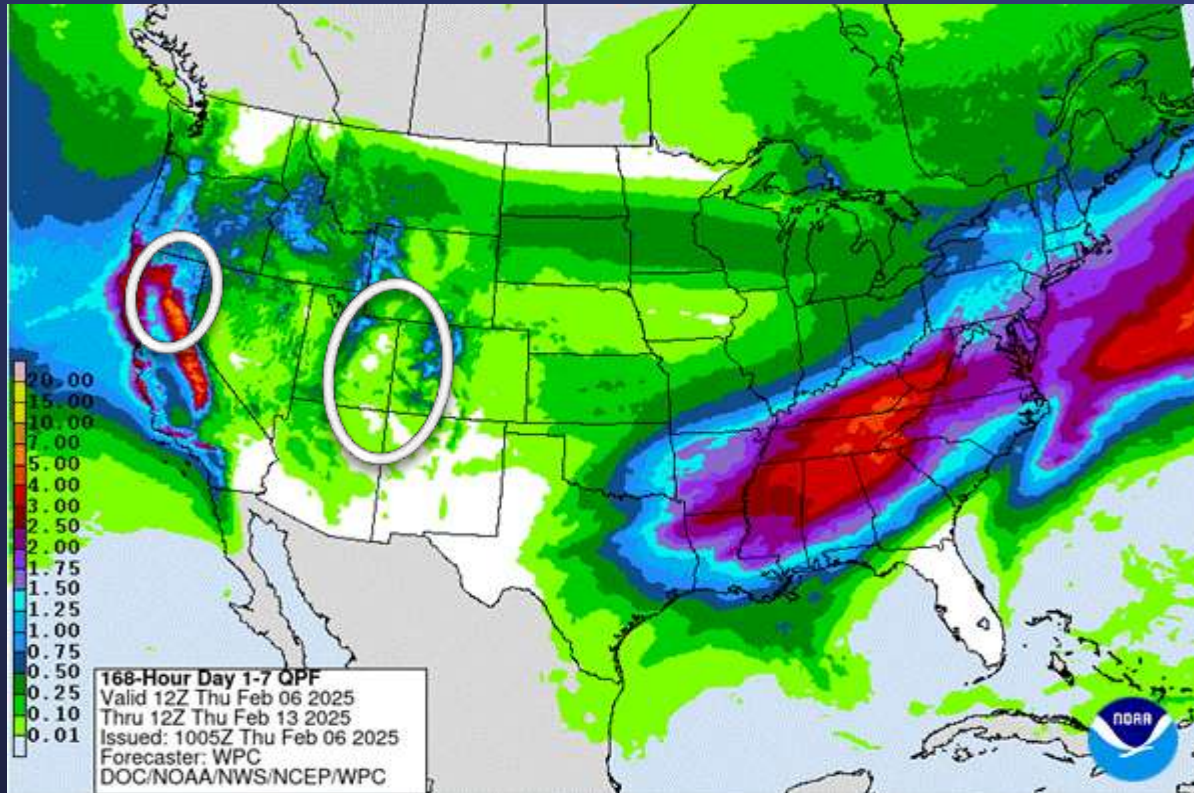 20.00
15.00
10.00
7.00
5.00
4.00
3.00
2.50
2.00
1.75
1.50
1.25
1.00
0.75
0.50
0.25
0.10
0.01
168-Hour Day 1-7 QPF
Valid 12Z Thu Feb 06 2025
Thru 12Z Thu Feb 13 2025
Issued: 1005Z Thu Feb 06 2025
Forecaster: WPC
DOC/NOAA/NWS/NCEP/WPC
NOAA